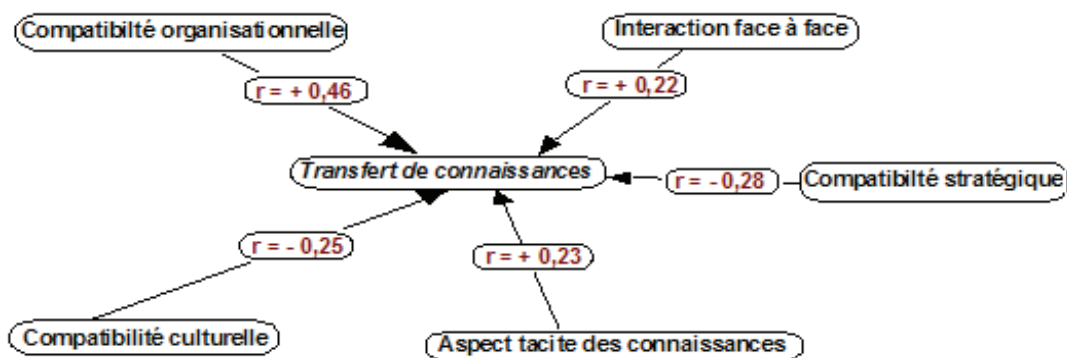 Compatibilté organisationnelle
Interaction face à face
r = + 0,46
r = + 0,22
Transfert de connaissances
r = - 0,28
Compatibilté stratégique
r = - 0,25
r = + 0,23
Compatibilité culturelle
Aspect tacite des connaissances